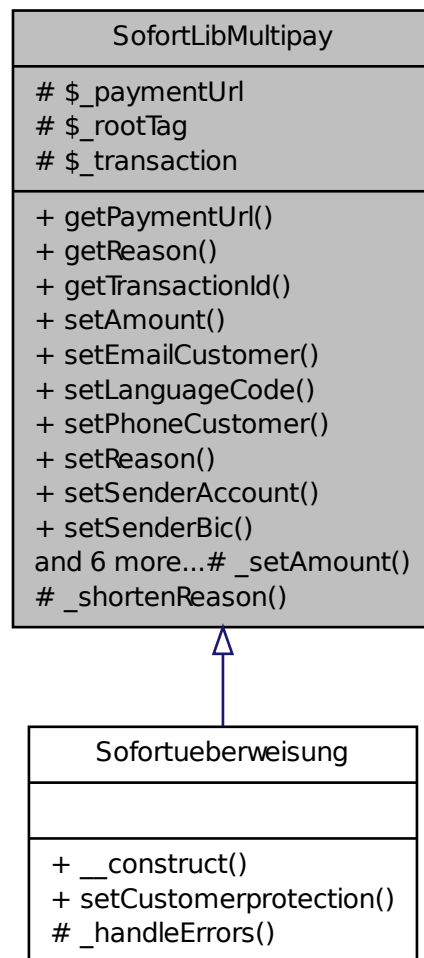 SofortLibMultipay
# $_paymentUrl
# $_rootTag
# $_transaction
+ getPaymentUrl()
+ getReason()
+ getTransactionId()
+ setAmount()
+ setEmailCustomer()
+ setLanguageCode()
+ setPhoneCustomer()
+ setReason()
+ setSenderAccount()
+ setSenderBic()
and 6 more...# _setAmount()
# _shortenReason()
Sofortueberweisung
+ __construct()
+ setCustomerprotection()
# _handleErrors()